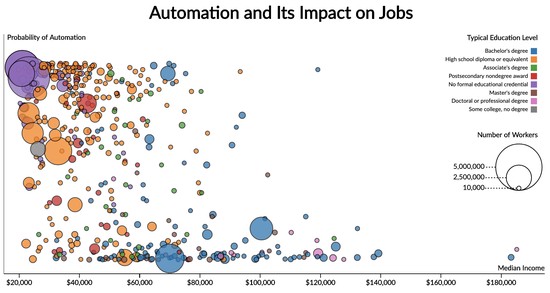 Automation and Its Impact on Jobs
Probability of Automation
Typical Education Level
Bachelor's degree
High school diploma or equivalent
Associate's degree
Postsecondary nondegree award
No formal educational credential
Master's degree
Doctoral or professional degree
Some college, no degree
Number of Workers
5,000,000
2,500,000
10,000
Median Income
$20,000 $40,000 $60,000 $80,000 $100,000 $120,000 $140,000 $160,000 $180,000